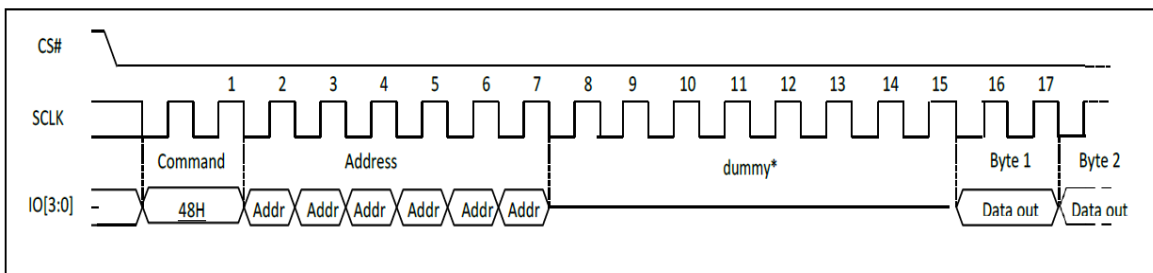 CS#
1 2 3 4 5 6 7 8 9 10 11 12 13 14 15 16 17
SCLK
Command Address dummy* Byte 1 Byte 2
IO[3:0] 48H Addr Addr Addr Addr Addr Addr Data out Data out